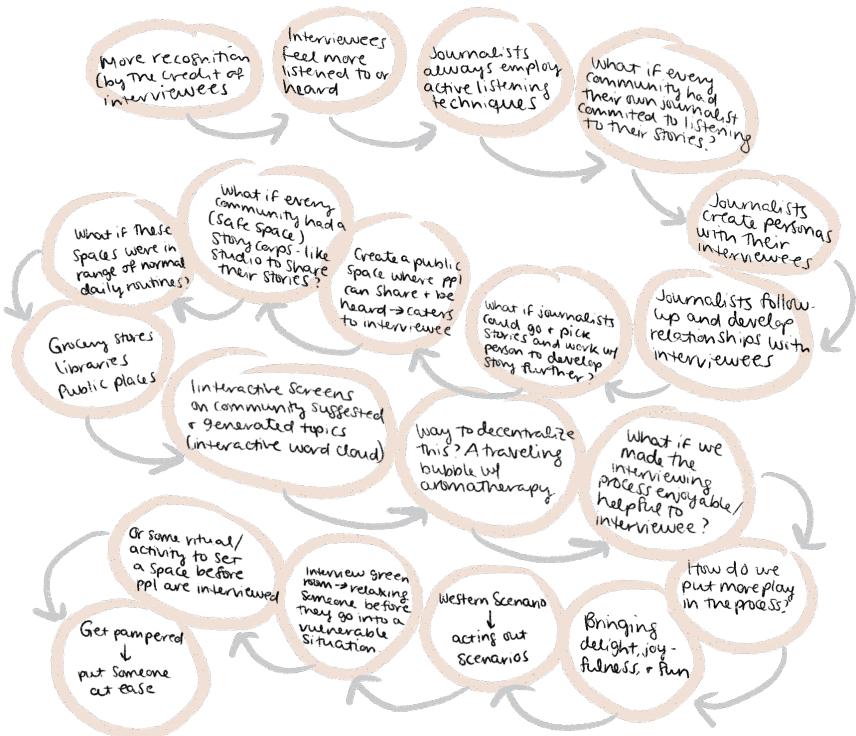 More recognition
(by the credit of
interviewees
Interviewees
feel more
listened to or
heard
Journalists
always employ
active listening
techniques
What if every
community had
their own journalist
commited to listening
to their stories?
Journalists
create personas
with their
interviewees
Journalists follow-
up and develop
relationships with
interviewees
What if journalists
could go + pick
stories and work w/
person to develop
story further?
Create a public
space where ppl
can share + be
heard → caters
to interviewee
What if every
community had a
(safe space)
Story Corps-like
studio to share
their stories?
What if these
spaces were in
range of normal
daily routines?
Grocery stores
Libraries
Public places
Iinteractive screens
on community suggested
+ generated topics
(interactive word cloud)
Way to decentralize
this? A traveling
bubble w/
aromatherapy
What if we
made the
interviewing
process enjoyable/
helpful to
interviewee?
How do we
put more play
in the process?
Bringing
delight, joy-
fulness, + fun
Western Scenario
↓
acting out
scenarios
Interview green
room → relaxing
someone before
they go into a
vulnerable
situation.
Or some ritual/
activity to set
a space before
ppl are interviewed
Get pampered
↓
put someone
at ease